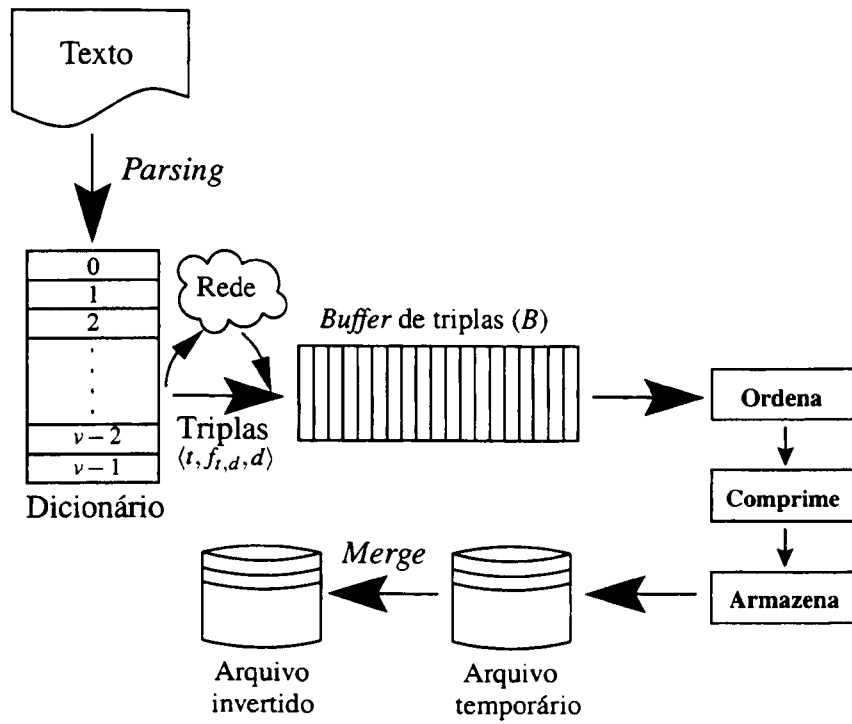 Texto
Parsing
0
1
2
Rede
Buffer de triplas (B)
v − 2
v − 1
Triplas
⟨t, f_{t,d}, d⟩
Dicionário
Ordena
Comprime
Armazena
Merge
Arquivo
invertido
Arquivo
temporário